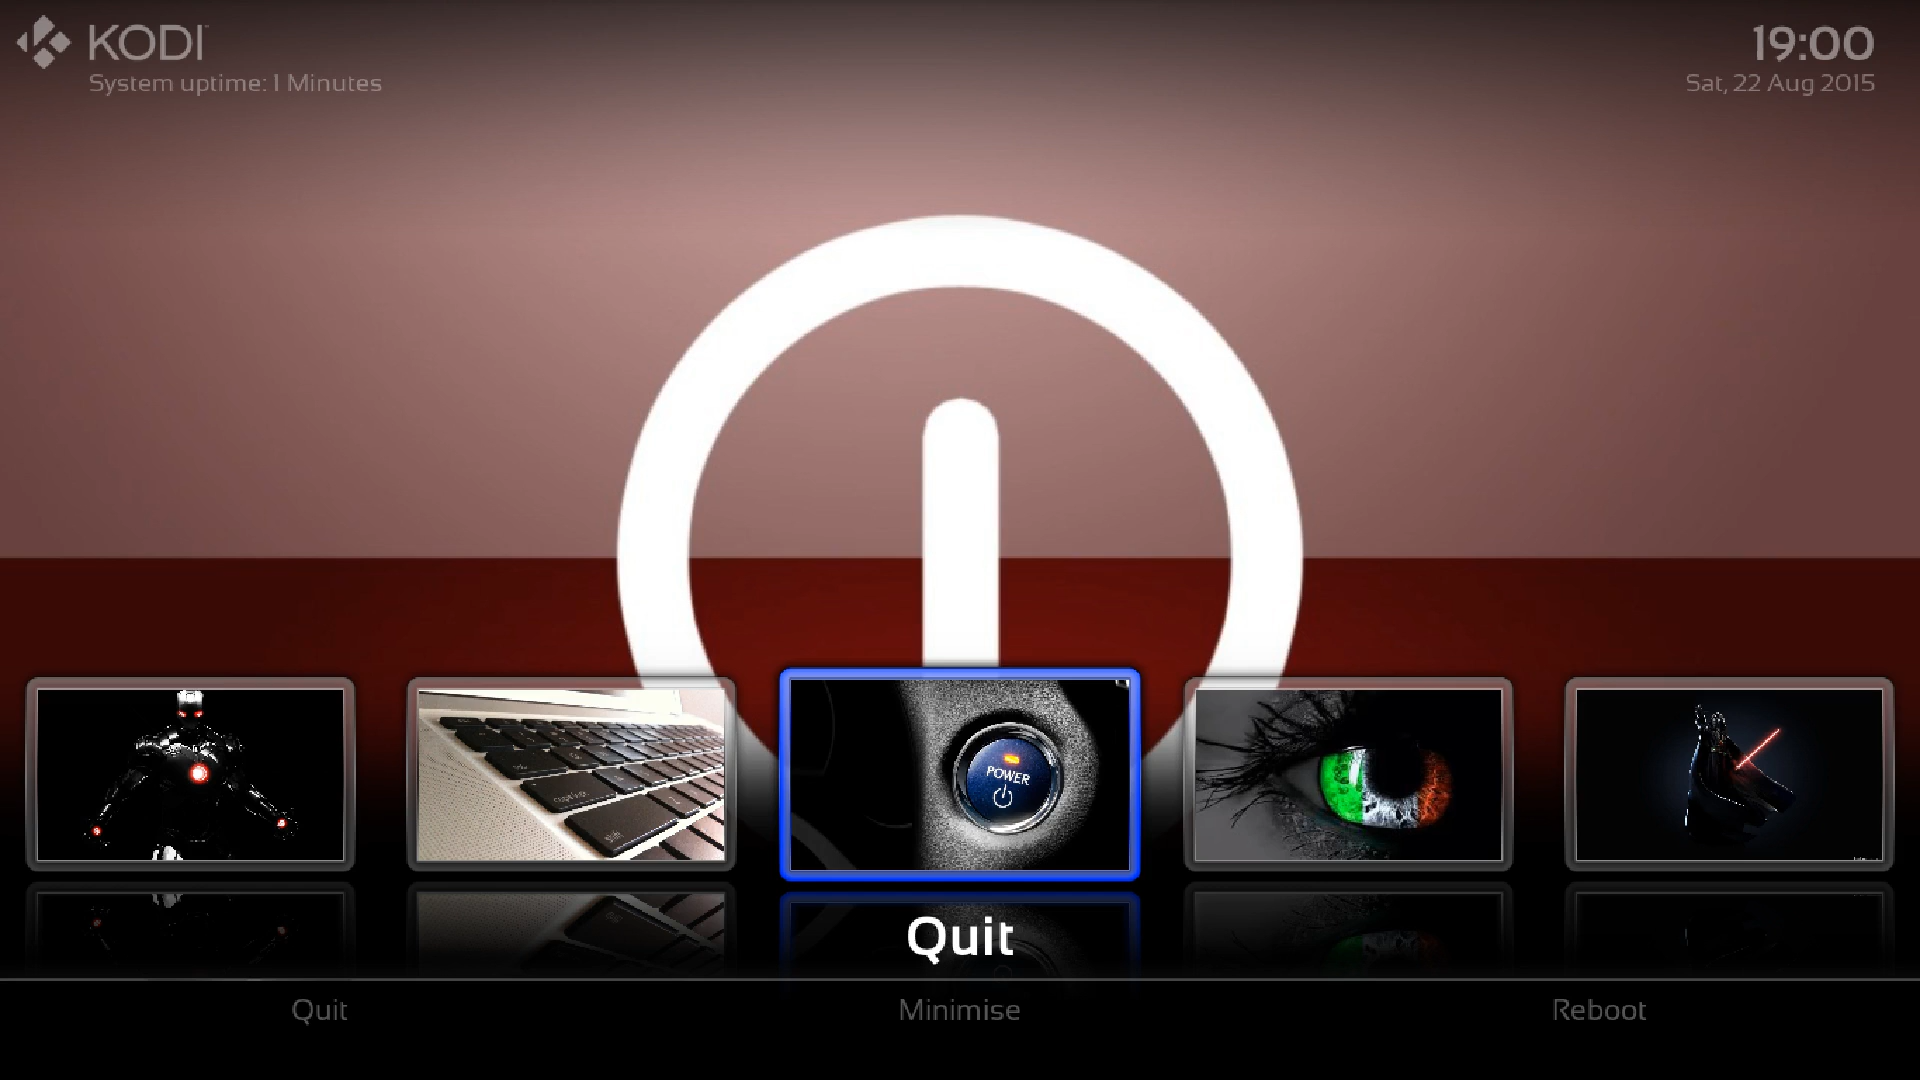 KODI
System uptime: 1 Minutes
19:00
Sat, 22 Aug 2015
POWER
Quit
Quit
Minimise
Reboot